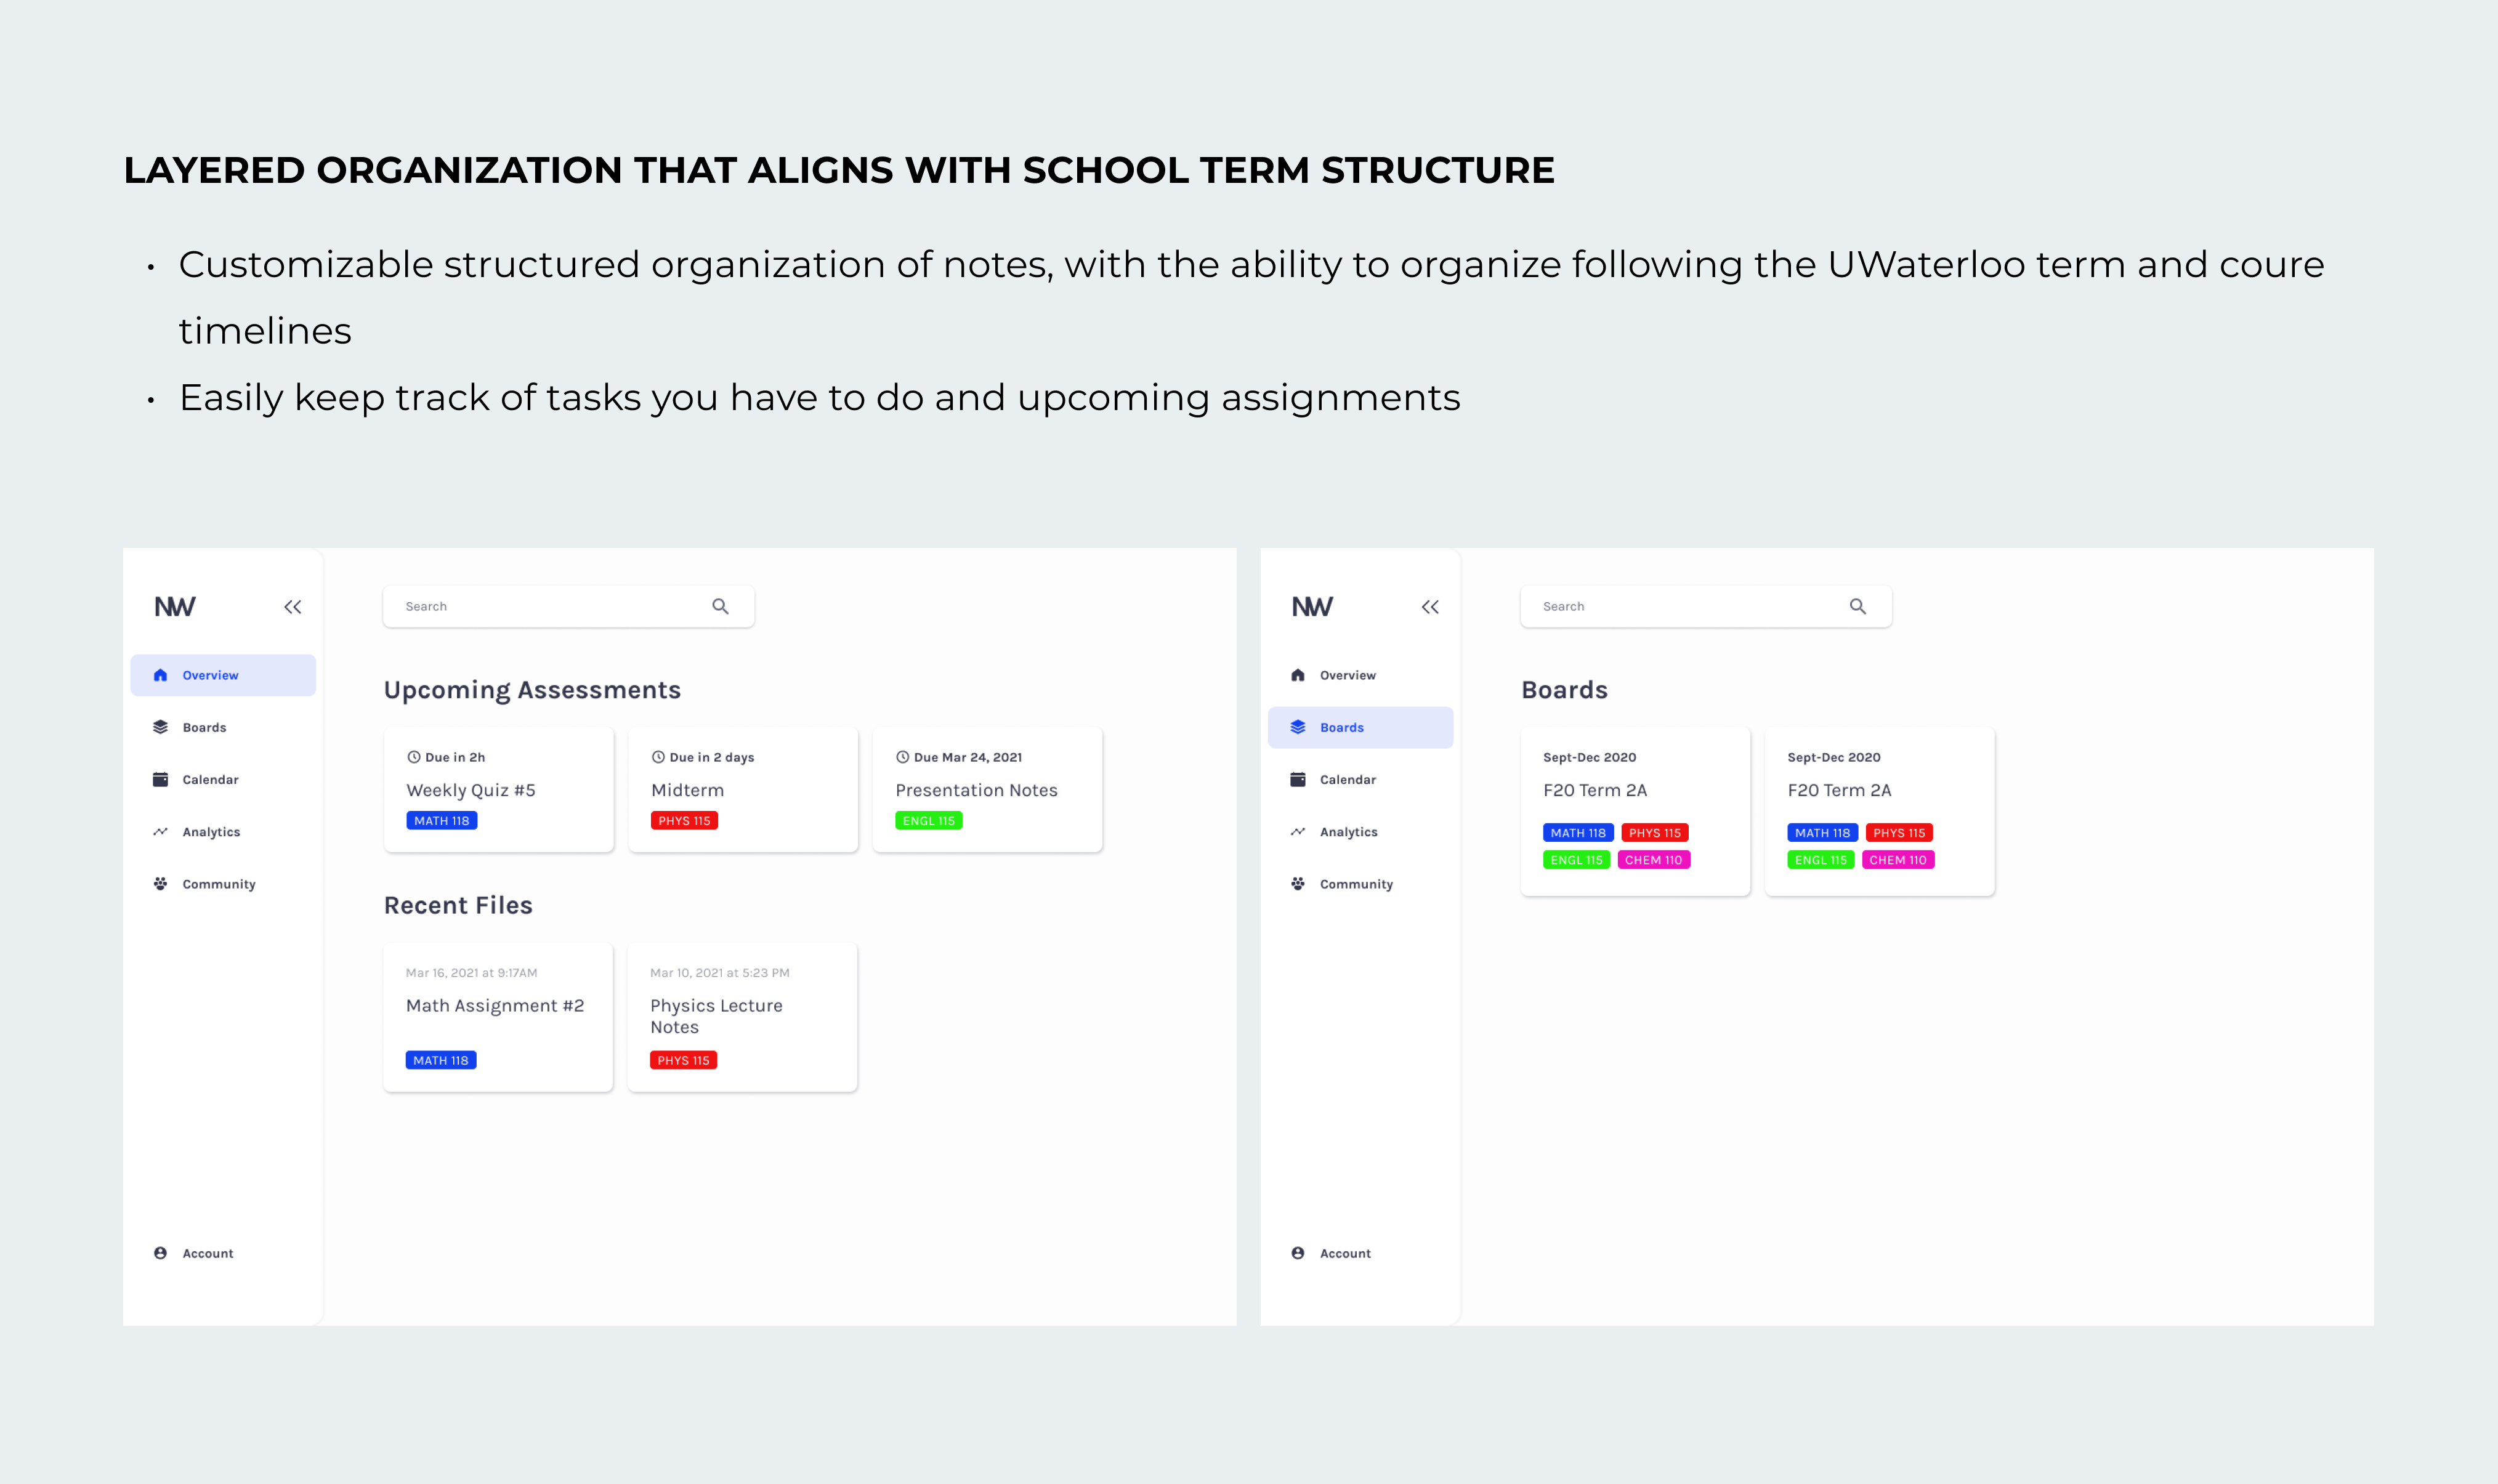 LAYERED ORGANIZATION THAT ALIGNS WITH SCHOOL TERM STRUCTURE
• Customizable structured organization of notes, with the ability to organize following the UWaterloo term and coure
timelines
• Easily keep track of tasks you have to do and upcoming assignments
NW
Overview
Boards
Calendar
Analytics
Community
Account
Search
Upcoming Assessments
Due in 2h
Weekly Quiz #5
MATH 118
Due in 2 days
Midterm
PHYS 115
Due Mar 24, 2021
Presentation Notes
ENGL 115
Recent Files
Mar 16, 2021 at 9:17AM
Math Assignment #2
MATH 118
Mar 10, 2021 at 5:23 PM
Physics Lecture
Notes
PHYS 115
NW
Overview
Boards
Calendar
Analytics
Community
Account
Search
Boards
Sept-Dec 2020
F20 Term 2A
MATH 118 PHYS 115
ENGL 115 CHEM 110
Sept-Dec 2020
F20 Term 2A
MATH 118 PHYS 115
ENGL 115 CHEM 110